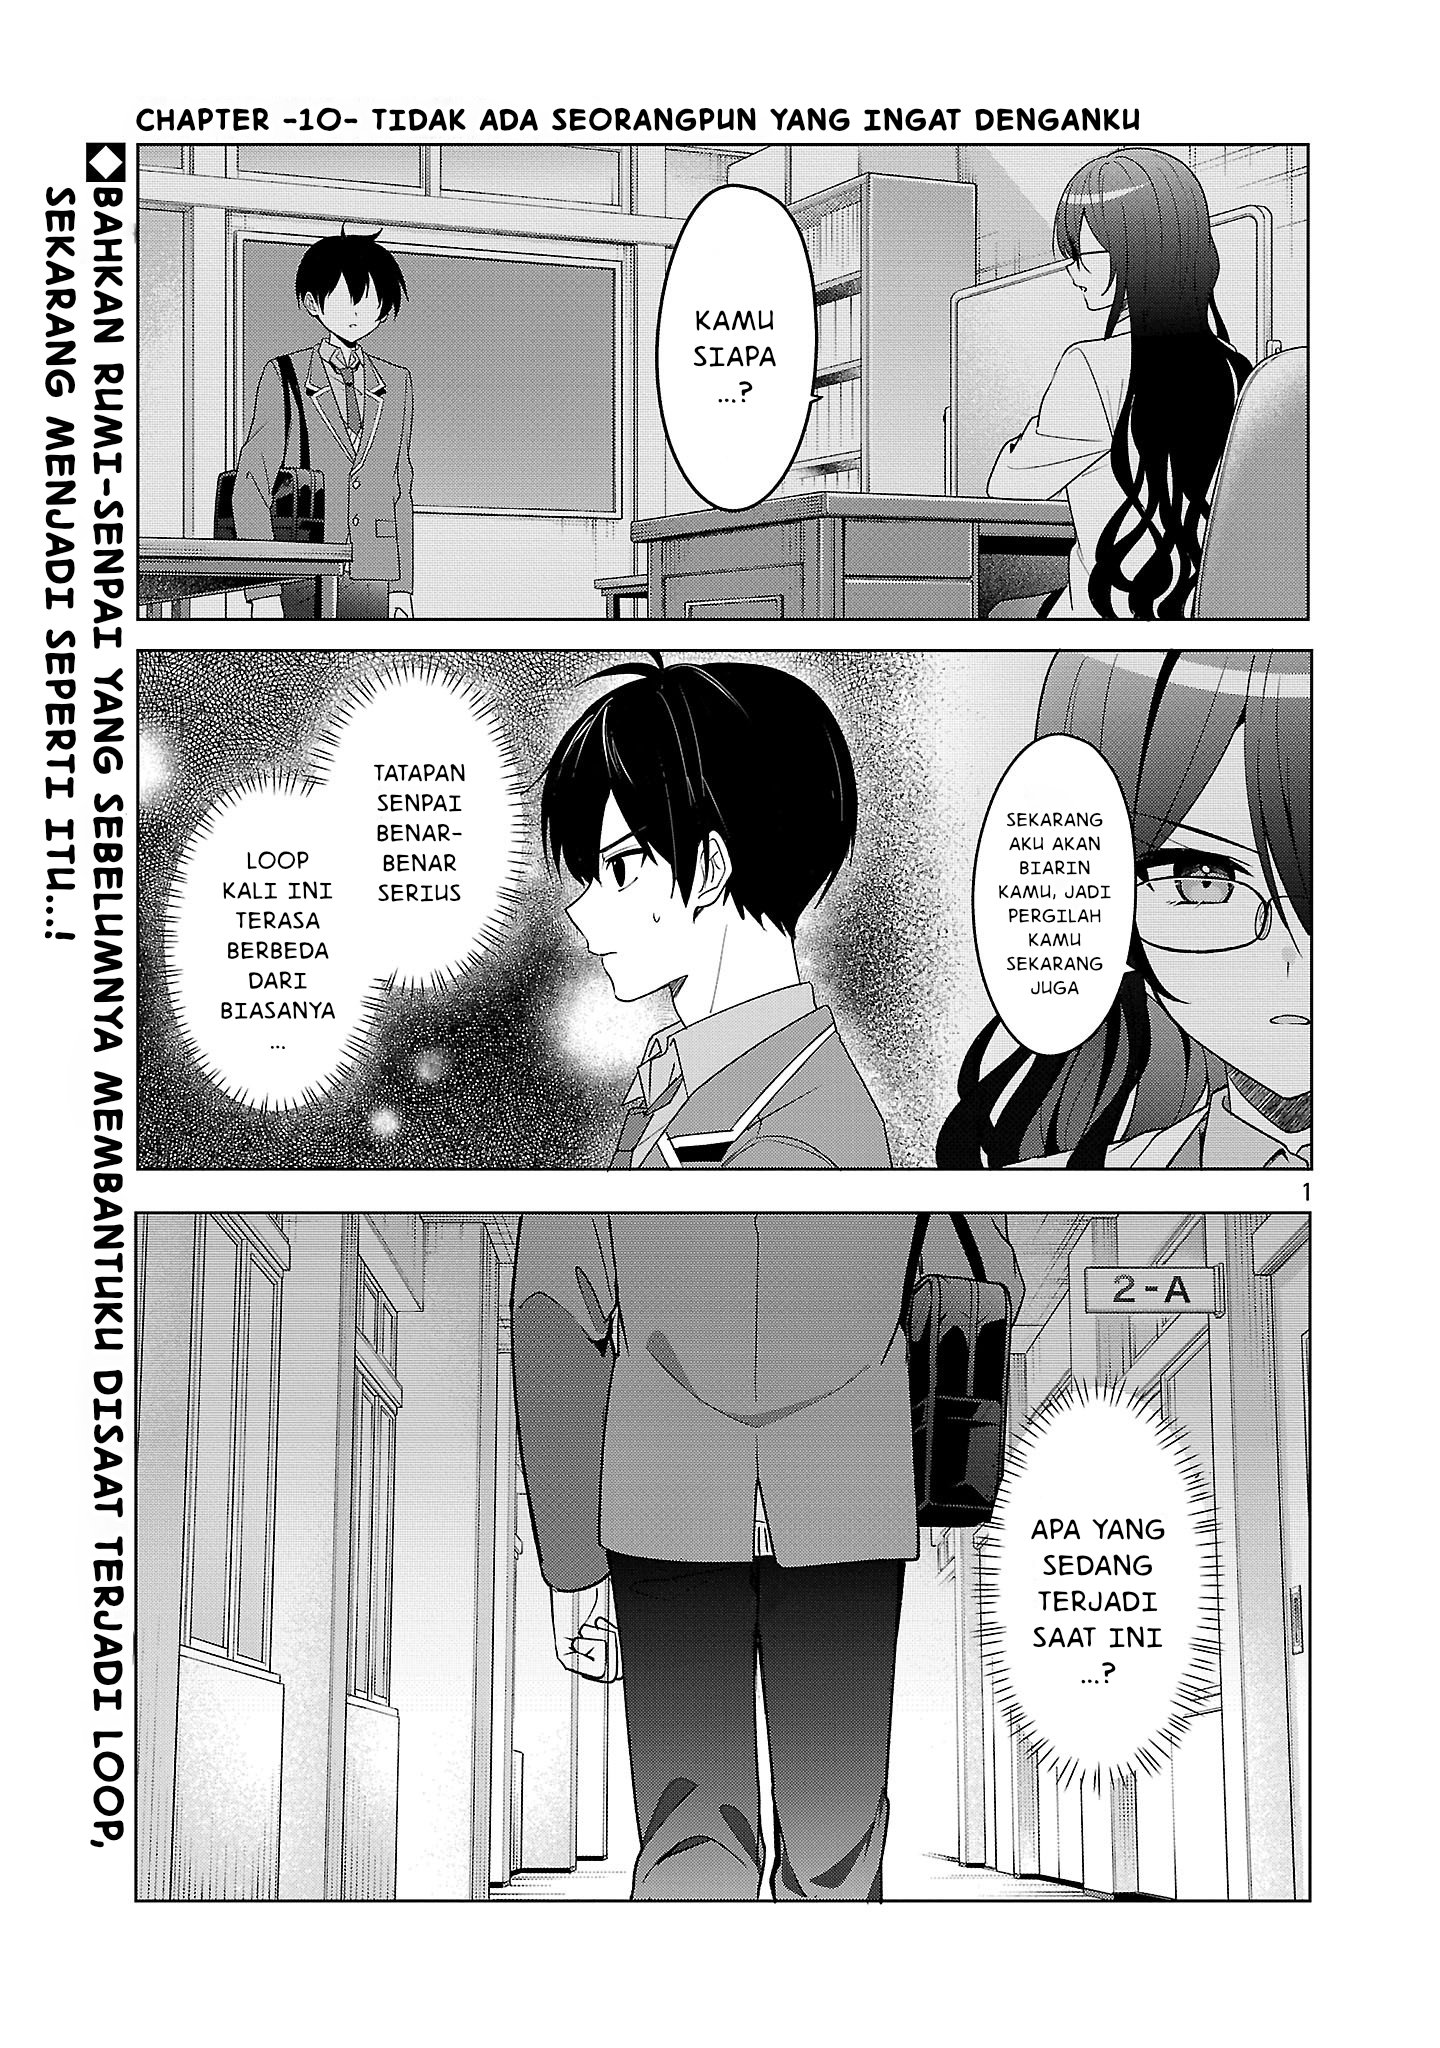 CHAPTER -10- TIDAK ADA SEORANGPUN YANG INGAT DENGANKU
BAHKAN RUMI-SENPAI YANG SEBELUMNYA MEMBANTUKU DISAAT TERJADI LOOP,
SEKARANG MENJADI SEPERTI ITU...!
KAMU
SIAPA
...?
SEKARANG
AKU AKAN
BIARIN
KAMU, JADI
PERGILAH
KAMU
SEKARANG
JUGA
TATAPAN
SENPAI
BENAR-
BENAR
SERIUS
LOOP
KALI INI
TERASA
BERBEDA
DARI
BIASANYA
...
1
2-A
APA YANG
SEDANG
TERJADI
SAAT INI
...?